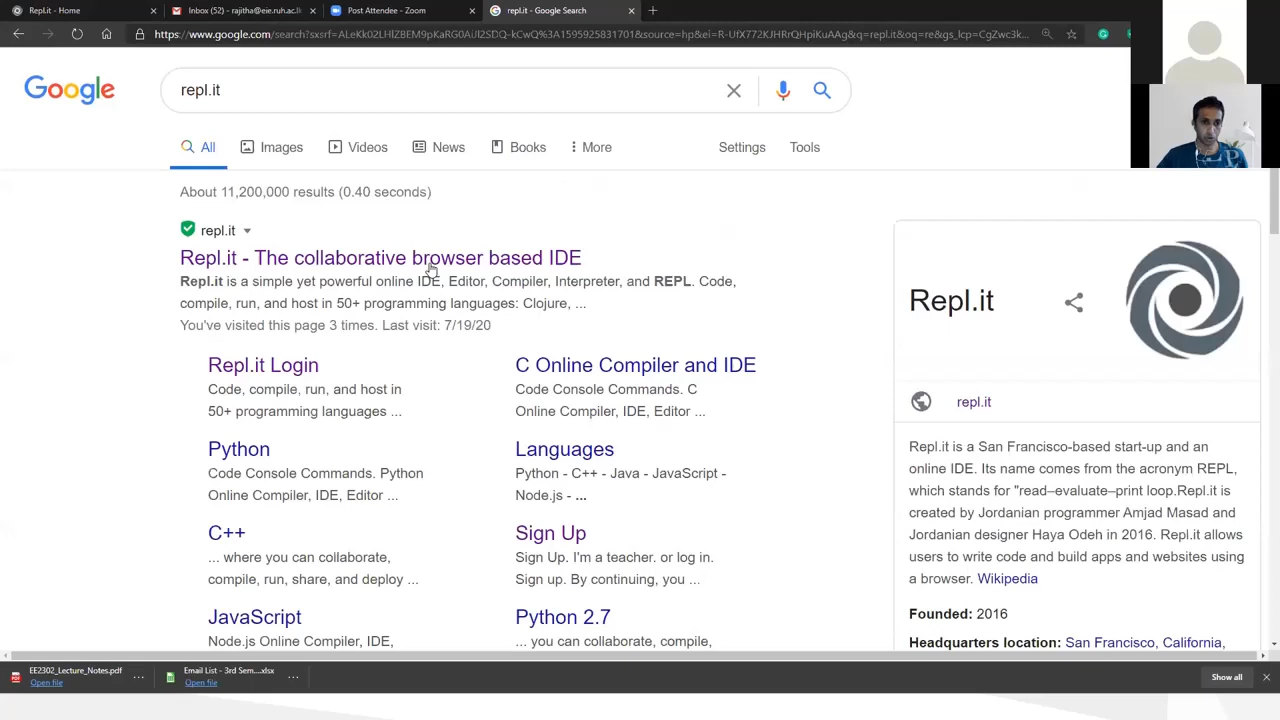 Repl.it - Home
Inbox (52) - rajitha@eie.ruh.ac.l
Post Attendee - Zoom
repl.it - Google Search
Google
repl.it
All
Images
Videos
News
Books
More
Settings
Tools
About 11,200,000 results (0.40 seconds)
repl.it
Repl.it - The collaborative browser based IDE
Repl.it is a simple yet powerful online IDE, Editor, Compiler, Interpreter, and REPL. Code,
compile, run, and host in 50+ programming languages: Clojure, ...
You've visited this page 3 times. Last visit: 7/19/20
Repl.it Login
Code, compile, run, and host in
50+ programming languages ...
C Online Compiler and IDE
Code Console Commands. C
Online Compiler, IDE, Editor ...
Python
Code Console Commands. Python
Online Compiler, IDE, Editor ...
Languages
Python - C++ - Java - JavaScript -
Node.js - ...
C++
... where you can collaborate,
compile, run, share, and deploy ...
Sign Up
Sign Up. I'm a teacher. or log in.
Sign up. By continuing, you ...
JavaScript
Node.js Online Compiler, IDE,
Python 2.7
... you can collaborate, compile,
Repl.it
repl.it
Repl.it is a San Francisco-based start-up and an
online IDE. Its name comes from the acronym REPL,
which stands for "read–evaluate–print loop.Repl.it is
created by Jordanian programmer Amjad Masad and
Jordanian designer Haya Odeh in 2016. Repl.it allows
users to write code and build apps and websites using
a browser. Wikipedia
Founded: 2016
Headquarters location: San Francisco, California,
EE2302_Lecture_Notes.pdf
Open file
Email List - 3rd Sem....xlsx
Open file
Show all